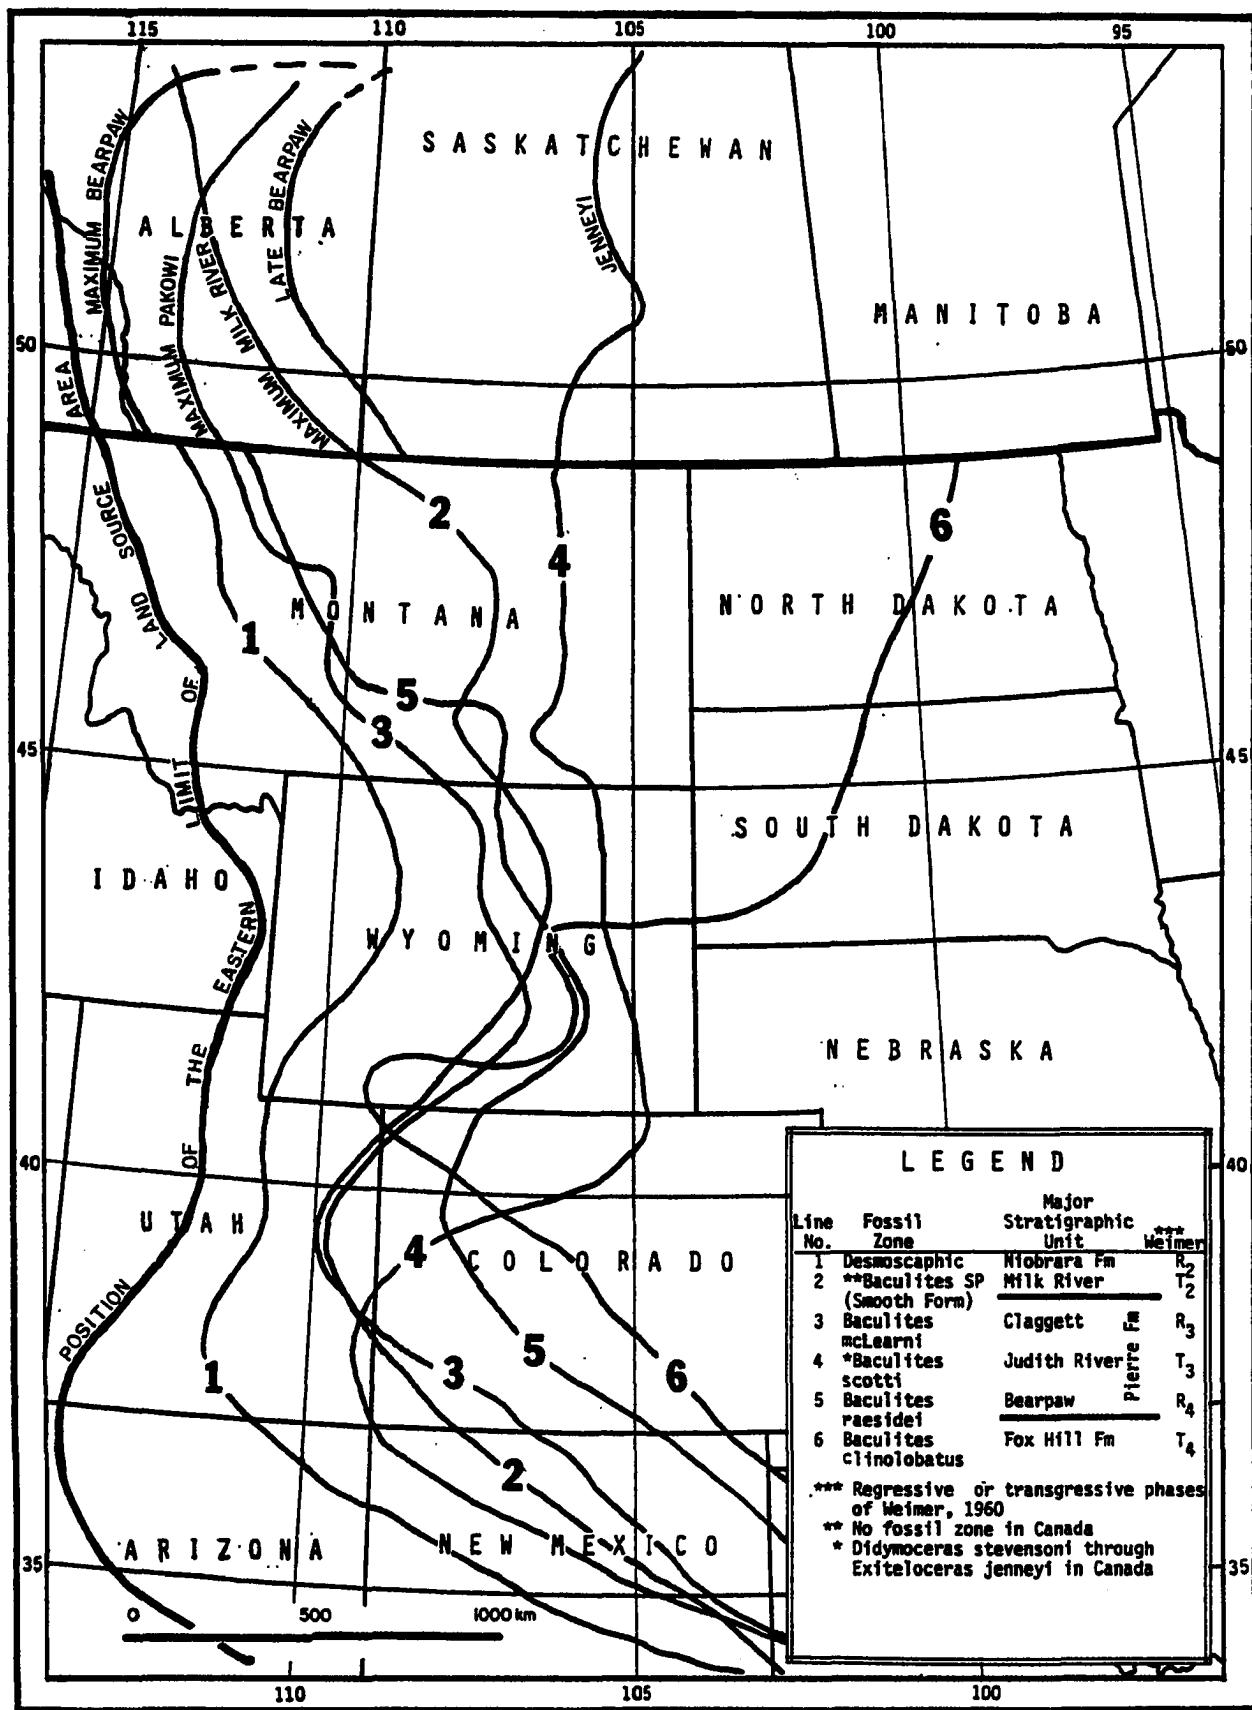 115 110 105 100 95
SASKATCHEWAN
MAXIMUM BEARPAW
LATE BEARPAW
ALBERTA
JENNEYI
MAXIMUM PAKOWI
MAXIMUM MILK RIVER
MANITOBA
50 50
AREA
SOURCE
LAND
OF
LIMIT
EASTERN
THE
OF
POSITION
2
4
6
MONTANA
NORTH DAKOTA
1
5
3
45 45
SOUTH DAKOTA
IDAHO
WYOMING
NEBRASKA
40 40
UTAH
COLORADO
4
5
3
6
1
2
ARIZONA
NEW MEXICO
35 35
0 500 1000 km
110 105 100
LEGEND
Line No. Fossil Zone Major Stratigraphic Unit *** Weimer
1 Desmoscaphic Niobrara Fm R2
2 **Baculites SP Milk River T2
(Smooth Form)
3 Baculites Claggett R3
mcLearni
4 *Baculites Judith River T3
scotti
5 Baculites Bearpaw R4
raesidei
Pierre Fm
6 Baculites Fox Hill Fm T4
clinolobatus
*** Regressive or transgressive phases
of Weimer, 1960
** No fossil zone in Canada
* Didymoceras stevensoni through
Exiteloceras jenneyi in Canada